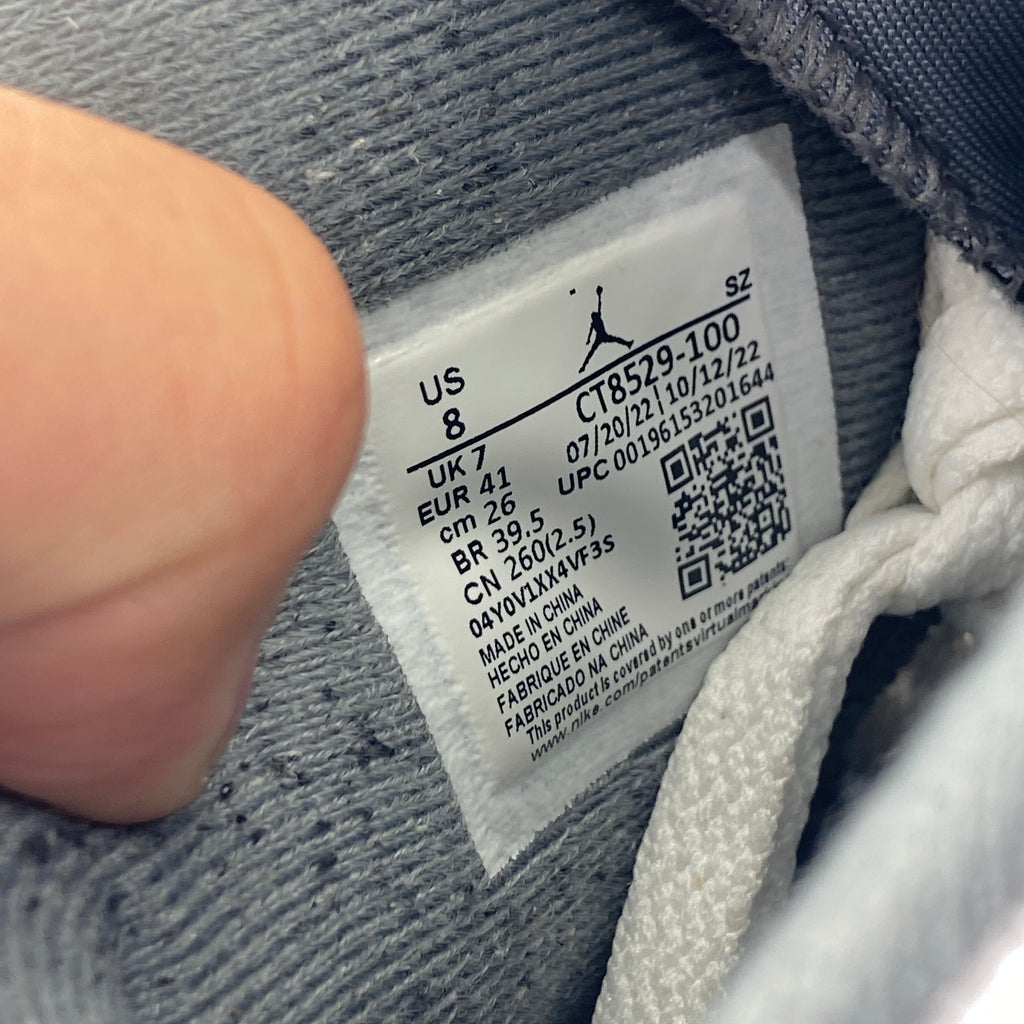 US
8
SZ
CT8529-100
07/20/22 | 10/12/22
UPC 00196153201644
UK 7
EUR 41
cm 26
BR 39.5
CN 260(2.5)
04Y0V1XX4VF3S
MADE IN CHINA
HECHO EN CHINA
FABRIQUE EN CHINE
FABRICADO NA CHINA
This product is covered by one or more patents:
www.nike.com/patentsvirtualmar